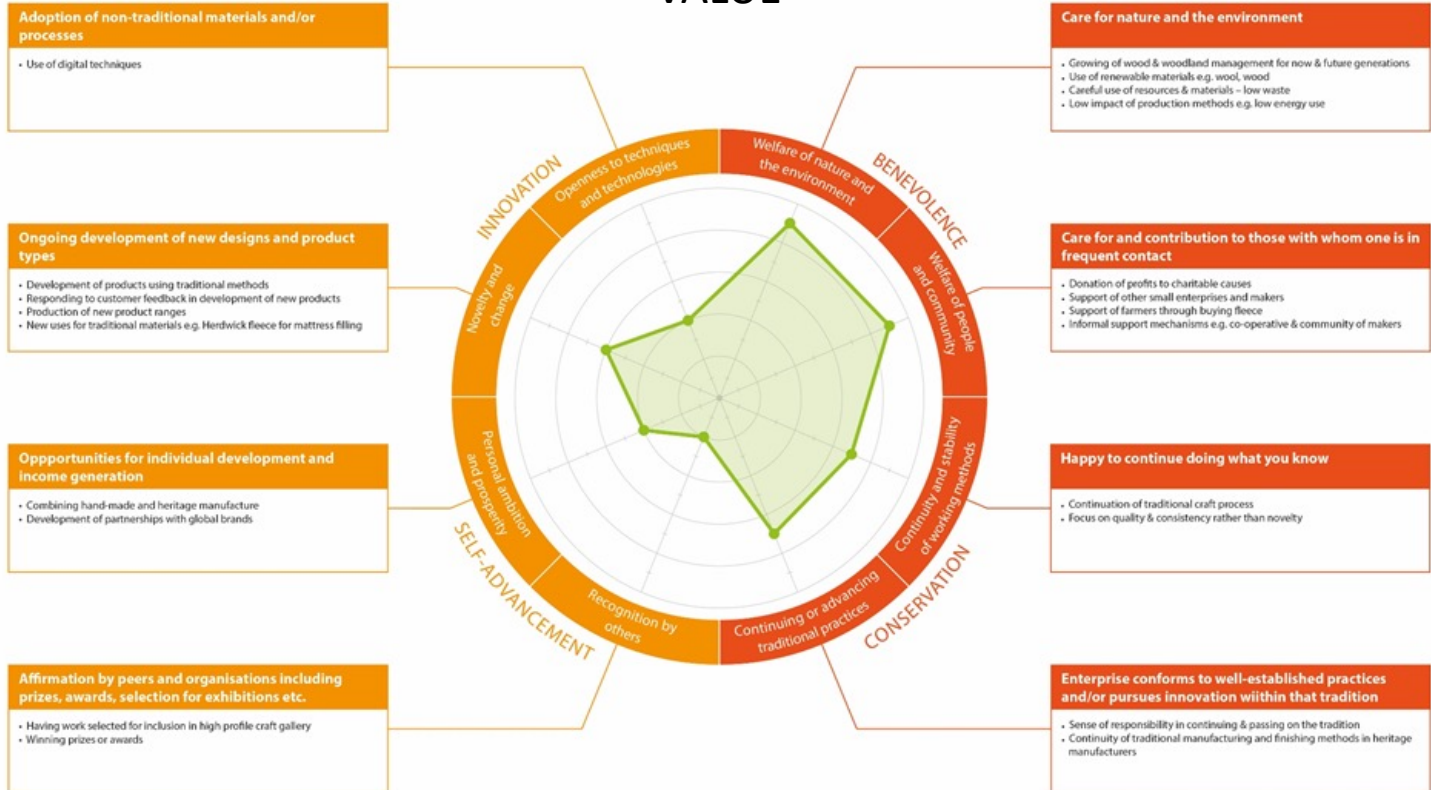 VALUE
Adoption of non-traditional materials and/or
processes
• Use of digital techniques
Ongoing development of new designs and product
types
• Development of products using traditional methods
• Responding to customer feedback in development of new products
• Production of new product ranges
• New uses for traditional materials e.g. Herdwick fleece for mattress filling
Oppportunities for individual development and
income generation
• Combining hand-made and heritage manufacture
• Development of partnerships with global brands
Affirmation by peers and organisations including
prizes, awards, selection for exhibitions etc.
• Having work selected for inclusion in high profile craft gallery
• Winning prizes or awards
INNOVATION
Openness to techniques
and technologies
Novelty and
change
SELF-ADVANCEMENT
Personal ambition
and prosperity
Recognition by
others
BENEVOLENCE
Welfare of nature and
the environment
Welfare of people
and community
CONSERVATION
Continuity and stability
of working methods
Continuing or advancing
traditional practices
Care for nature and the environment
• Growing of wood & woodland management for now & future generations
• Use of renewable materials e.g. wool, wood
• Careful use of resources & materials – low waste
• Low impact of production methods e.g. low energy use
Care for and contribution to those with whom one is in
frequent contact
• Donation of profits to charitable causes
• Support of other small enterprises and makers
• Support of farmers through buying fleece
• Informal support mechanisms e.g. co-operative & community of makers
Happy to continue doing what you know
• Continuation of traditional craft process
• Focus on quality & consistency rather than novelty
Enterprise conforms to well-established practices
and/or pursues innovation wiithin that tradition
• Sense of responsibility in continuing & passing on the tradition
• Continuity of traditional manufacturing and finishing methods in heritage
manufacturers